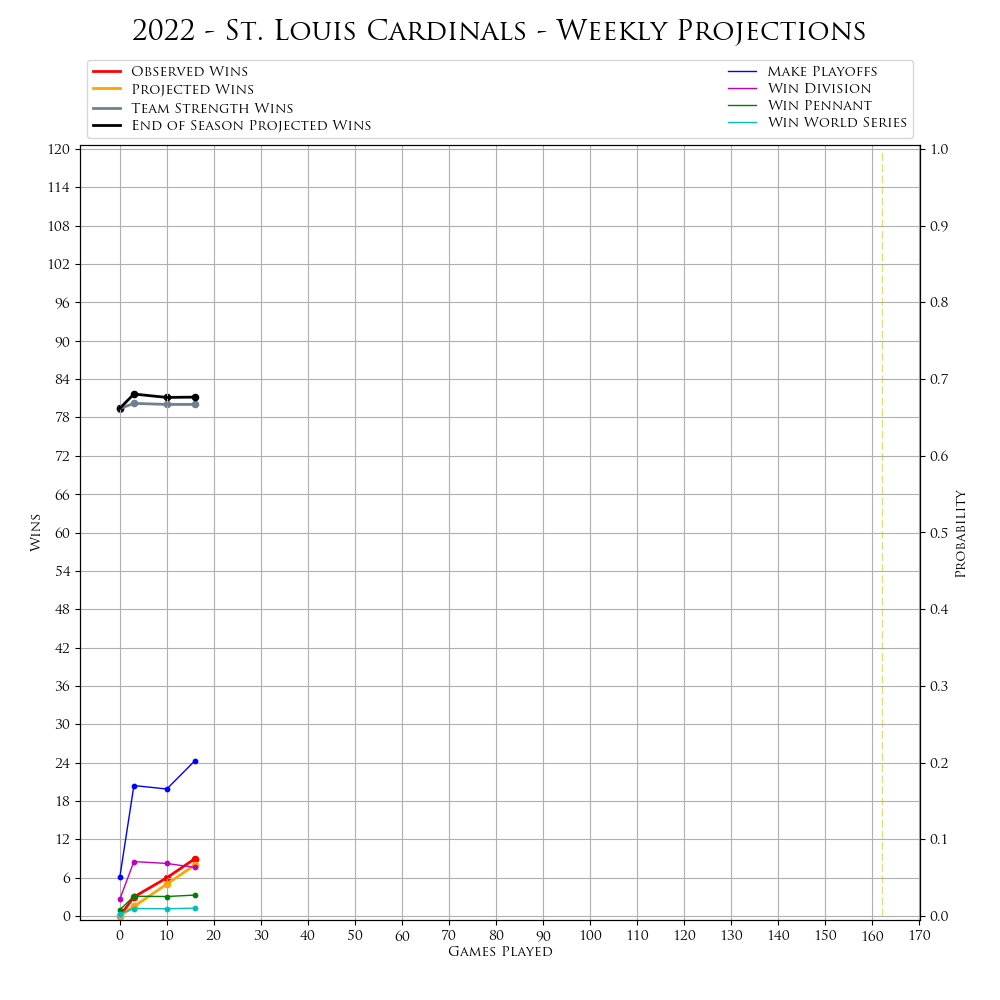 2022 - St. Louis Cardinals - Weekly Projections
Observed Wins
Projected Wins
Team Strength Wins
End of Season Projected Wins
Make Playoffs
Win Division
Win Pennant
Win World Series
120
114
108
102
96
90
84
78
72
66
60
54
48
42
36
30
24
18
12
6
0
Wins
1.0
0.9
0.8
0.7
0.6
0.5
0.4
0.3
0.2
0.1
0.0
Probability
0 10 20 30 40 50 60 70 80 90 100 110 120 130 140 150 160 170
Games Played